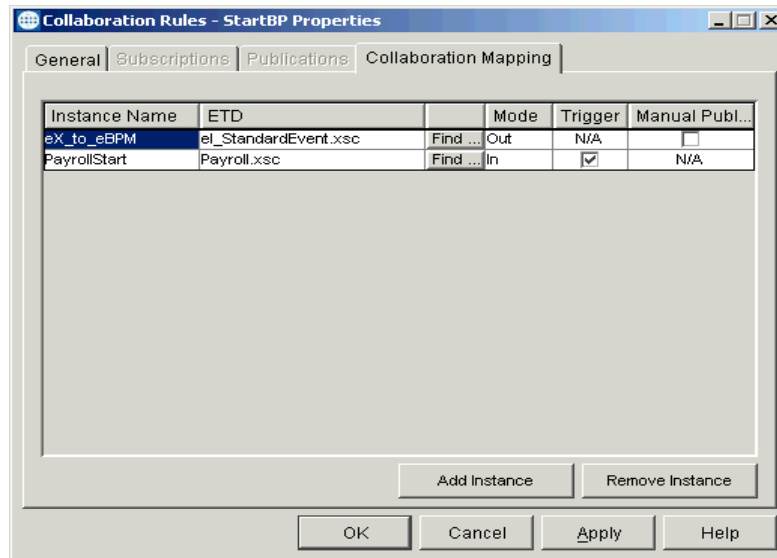 Collaboration Rules - StartBP Properties
General Subscriptions Publications Collaboration Mapping
Instance Name ETD Mode Trigger Manual Publ...
eX_to_eBPM eI_StandardEvent.xsc Find ... Out N/A
PayrollStart Payroll.xsc Find ... In N/A
Add Instance Remove Instance
OK Cancel Apply Help